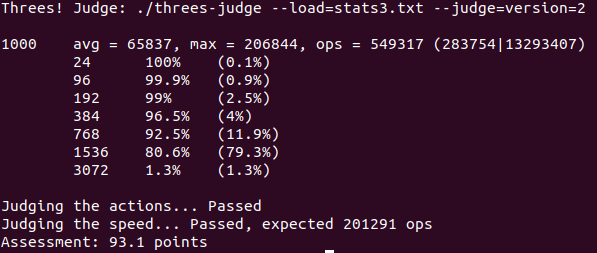 Threes! Judge: ./threes-judge --load=stats3.txt --judge=version=2
1000 avg = 65837, max = 206844, ops = 549317 (283754|13293407)
24 100% (0.1%)
96 99.9% (0.9%)
192 99% (2.5%)
384 96.5% (4%)
768 92.5% (11.9%)
1536 80.6% (79.3%)
3072 1.3% (1.3%)
Judging the actions... Passed
Judging the speed... Passed, expected 201291 ops
Assessment: 93.1 points